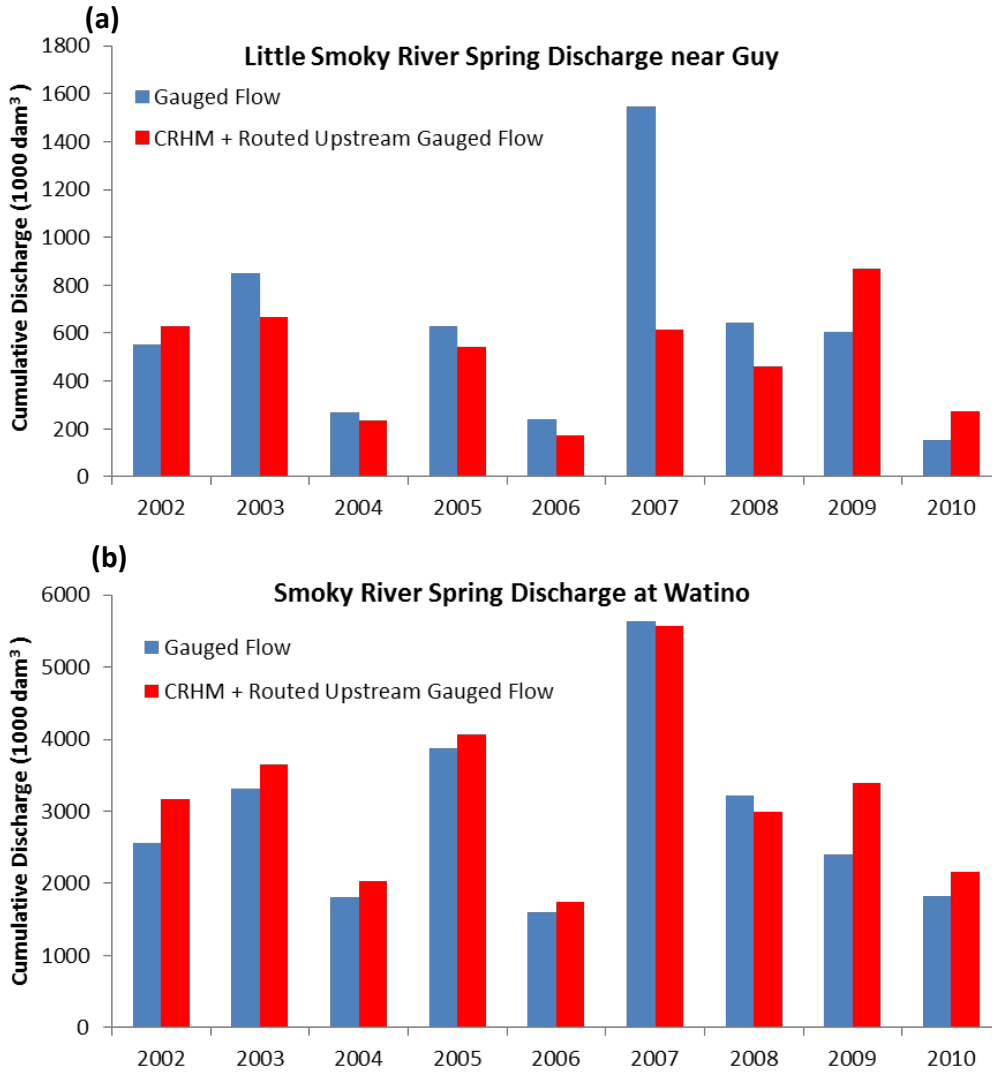 (a)
Little Smoky River Spring Discharge near Guy
Gauged Flow
CRHM + Routed Upstream Gauged Flow
Cumulative Discharge (1000 dam³ )
1800
1600
1400
1200
1000
800
600
400
200
0
2002 2003 2004 2005 2006 2007 2008 2009 2010
(b)
Smoky River Spring Discharge at Watino
Gauged Flow
CRHM + Routed Upstream Gauged Flow
Cumulative Discharge (1000 dam³ )
6000
5000
4000
3000
2000
1000
0
2002 2003 2004 2005 2006 2007 2008 2009 2010